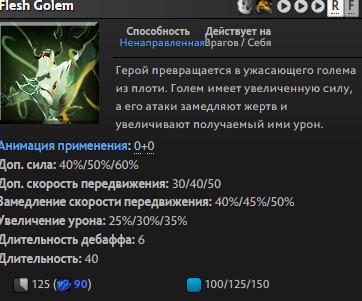 Flesh Golem
R F
Способность Действует на
Ненаправленная Врагов / Себя
Герой превращается в ужасающего голема
из плоти. Голем имеет увеличенную силу,
а его атаки замедляют жертв и
увеличивают получаемый ими урон.
Анимация применения: 0+0
Доп. сила: 40%/50%/60%
Доп. скорость передвижения: 30/40/50
Замедление скорости передвижения: 40%/45%/50%
Увеличение урона: 25%/30%/35%
Длительность дебаффа: 6
Длительность: 40
125 ( 90) 100/125/150